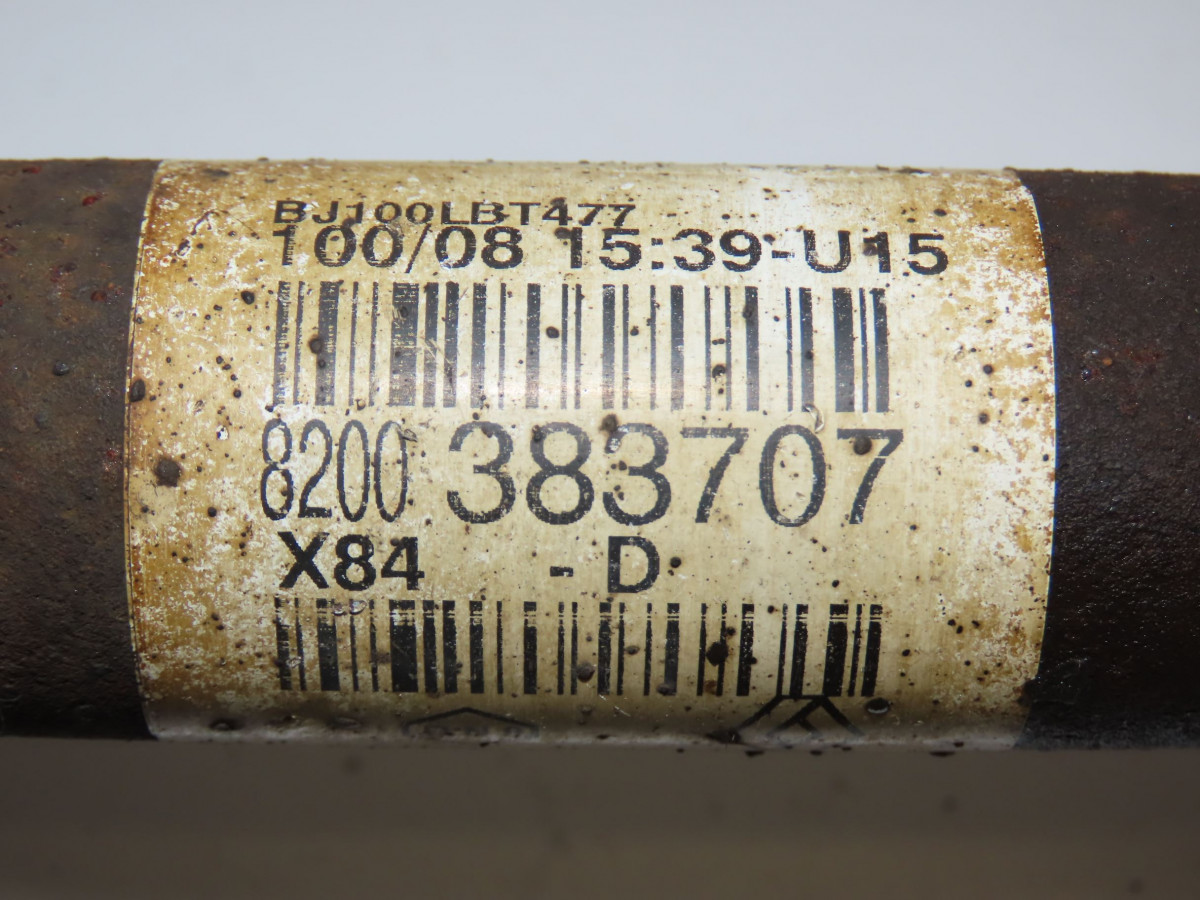 BJ100LBT477
100/08 15:39-U15
8200 383707
X84 - D